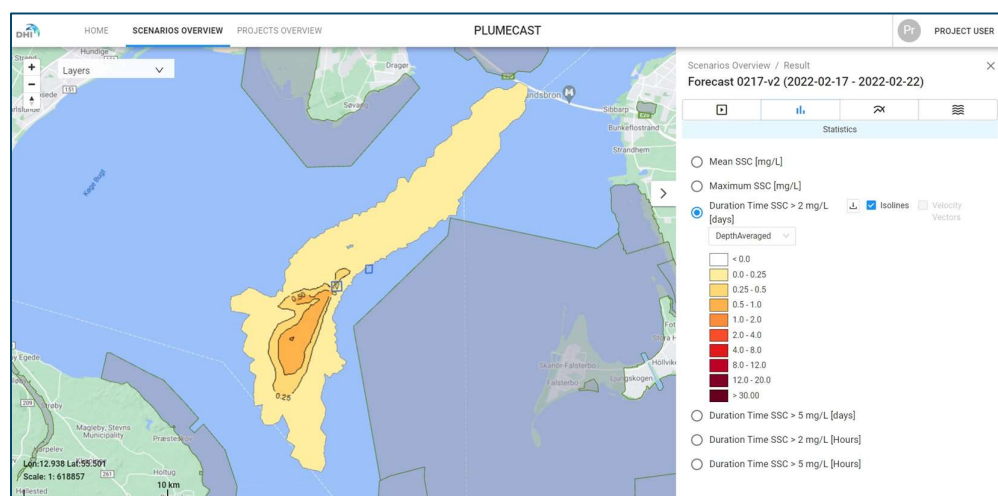 DHI
HOME
SCENARIOS OVERVIEW
PROJECTS OVERVIEW
PLUMECAST
Pr
PROJECT USER
Strand
Hundige
+
Layers
−
151
Dragør
Søvang
Køge Bugt
Sibbarp
E20
Bunkeflostrand
Strandhem
0.50
0.25
Skanör-Falsterbo
Falsterbo
Ljungskogen
Höllvik
209
Magleby, Stevns
Municipality
Holtug
261
Lon:12.938 Lat:55.501
Scale: 1: 618857
10 km
Scenarios Overview / Result
Forecast 0217-v2 (2022-02-17 - 2022-02-22)
Statistics
Mean SSC [mg/L]
Maximum SSC [mg/L]
Duration Time SSC > 2 mg/L
[days]
Isolines
Velocity
Vectors
DepthAveraged
< 0.0
0.0 - 0.25
0.25 - 0.5
0.5 - 1.0
1.0 - 2.0
2.0 - 4.0
4.0 - 8.0
8.0 - 12.0
12.0 - 20.0
> 30.00
Duration Time SSC > 5 mg/L [days]
Duration Time SSC > 2 mg/L [Hours]
Duration Time SSC > 5 mg/L [Hours]